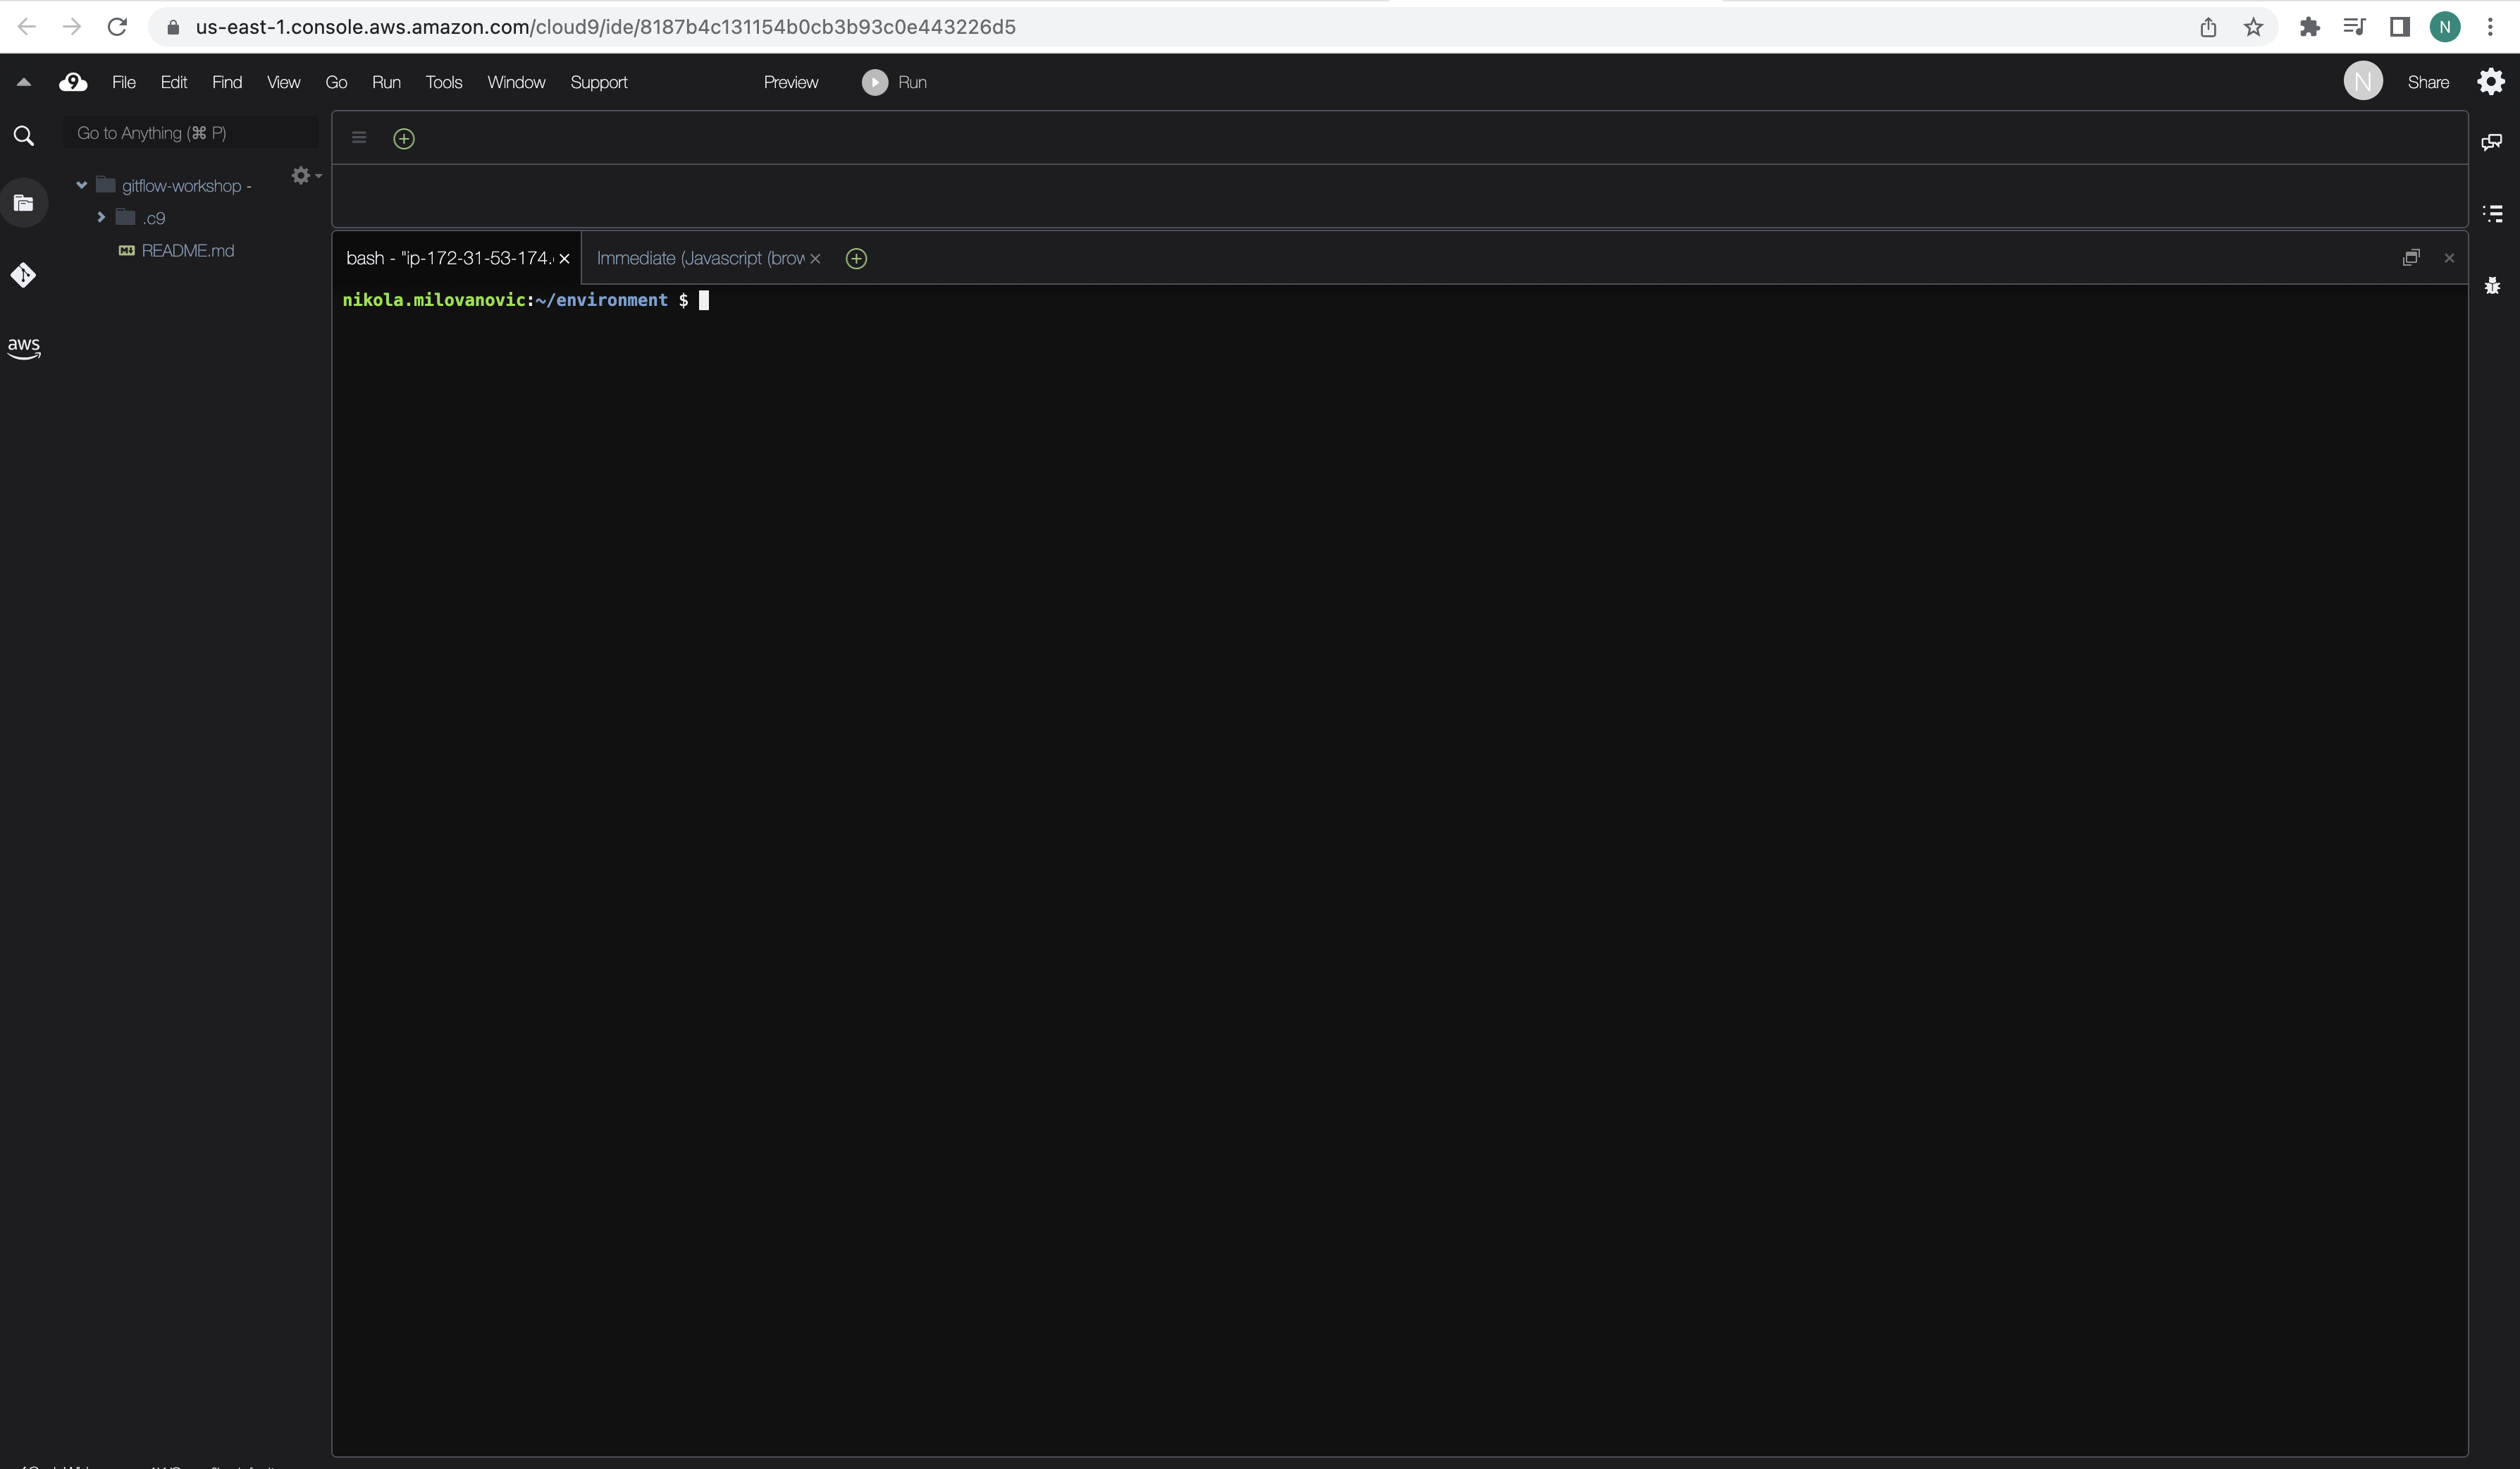 us-east-1.console.aws.amazon.com/cloud9/ide/8187b4c131154b0cb3b93c0e443226d5
N
9 File Edit Find View Go Run Tools Window Support Preview Run N Share
Go to Anything (⌘ P)
gitflow-workshop -
.c9
README.md
aws
bash - "ip-172-31-53-174.
Immediate (Javascript (brow
nikola.milovanovic:~/environment $